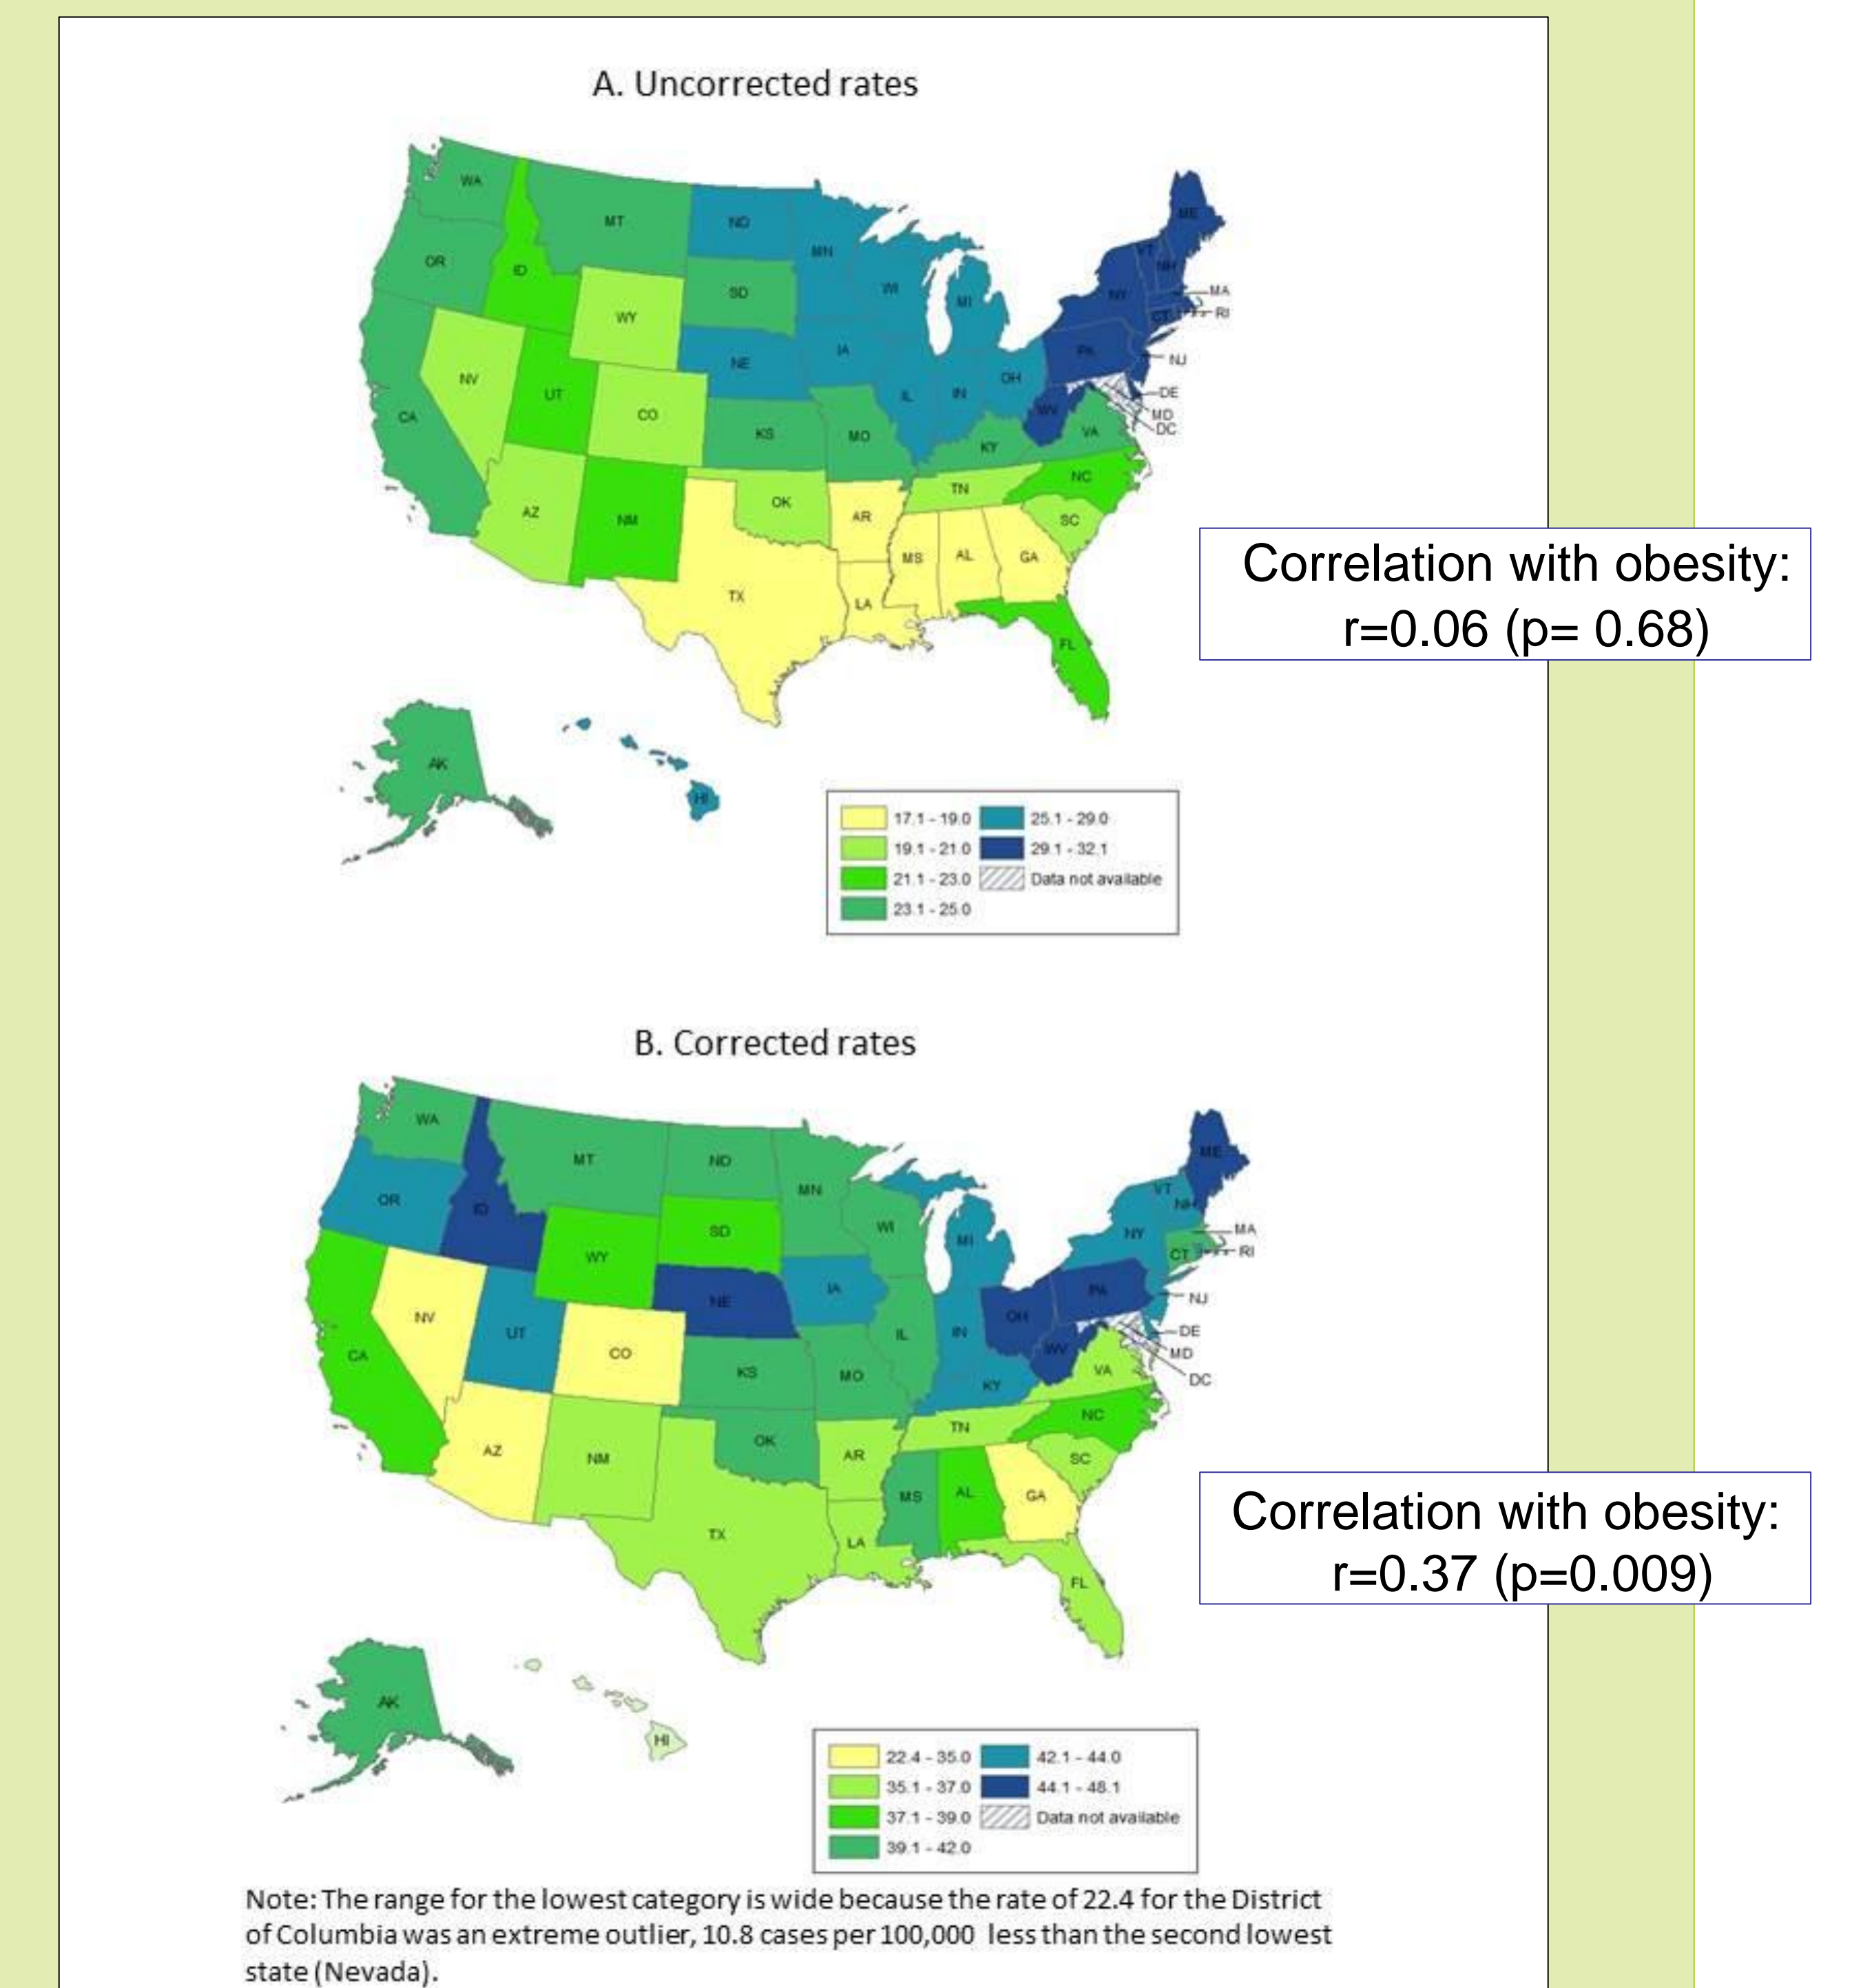 A. Uncorrected rates
WA
MT
ND
MN
ME
VT
NH
OR
ID
SD
WI
MI
NY
MA
CT
RI
WY
NE
IA
PA
NJ
NV
UT
CO
IL
IN
OH
DE
CA
KS
MO
WV
MD
VA
DC
KY
AZ
NM
OK
AR
TN
NC
SC
MS
AL
GA
TX
LA
FL
Correlation with obesity:
r=0.06 (p= 0.68)
AK
HI
17.1 - 19.0
25.1 - 29.0
19.1 - 21.0
29.1 - 32.1
21.1 - 23.0
Data not available
23.1 - 25.0
B. Corrected rates
WA
MT
ND
MN
ME
VT
NH
OR
ID
SD
WI
MI
NY
MA
CT
RI
WY
NE
IA
PA
NJ
NV
UT
CO
IL
IN
OH
DE
CA
KS
MO
WV
MD
VA
DC
KY
AZ
NM
OK
AR
TN
NC
SC
MS
AL
GA
TX
LA
FL
Correlation with obesity:
r=0.37 (p=0.009)
AK
HI
22.4 - 35.0
42.1 - 44.0
35.1 - 37.0
44.1 - 48.1
37.1 - 39.0
Data not available
39.1 - 42.0
Note: The range for the lowest category is wide because the rate of 22.4 for the District
of Columbia was an extreme outlier, 10.8 cases per 100,000 less than the second lowest
state (Nevada).